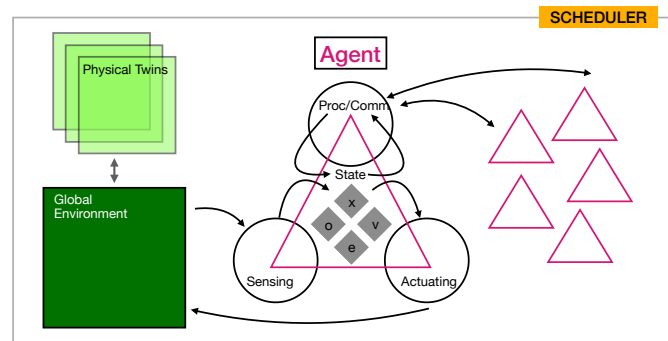 SCHEDULER
Agent
Physical Twins
Proc/Comm
State
Global
Environment
x
o
v
e
Sensing
Actuating